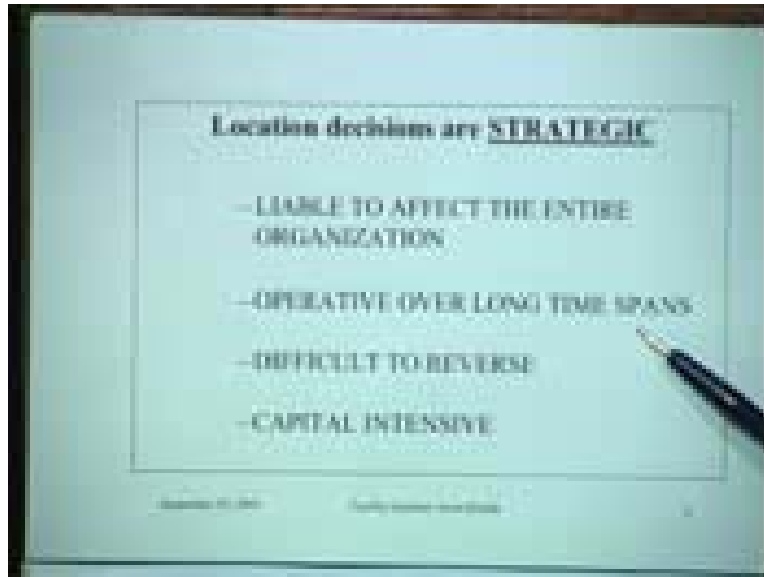 Location decisions are STRATEGIC
–LIABLE TO AFFECT THE ENTIRE
ORGANIZATION
–OPERATIVE OVER LONG TIME SPANS
–DIFFICULT TO REVERSE
–CAPITAL INTENSIVE